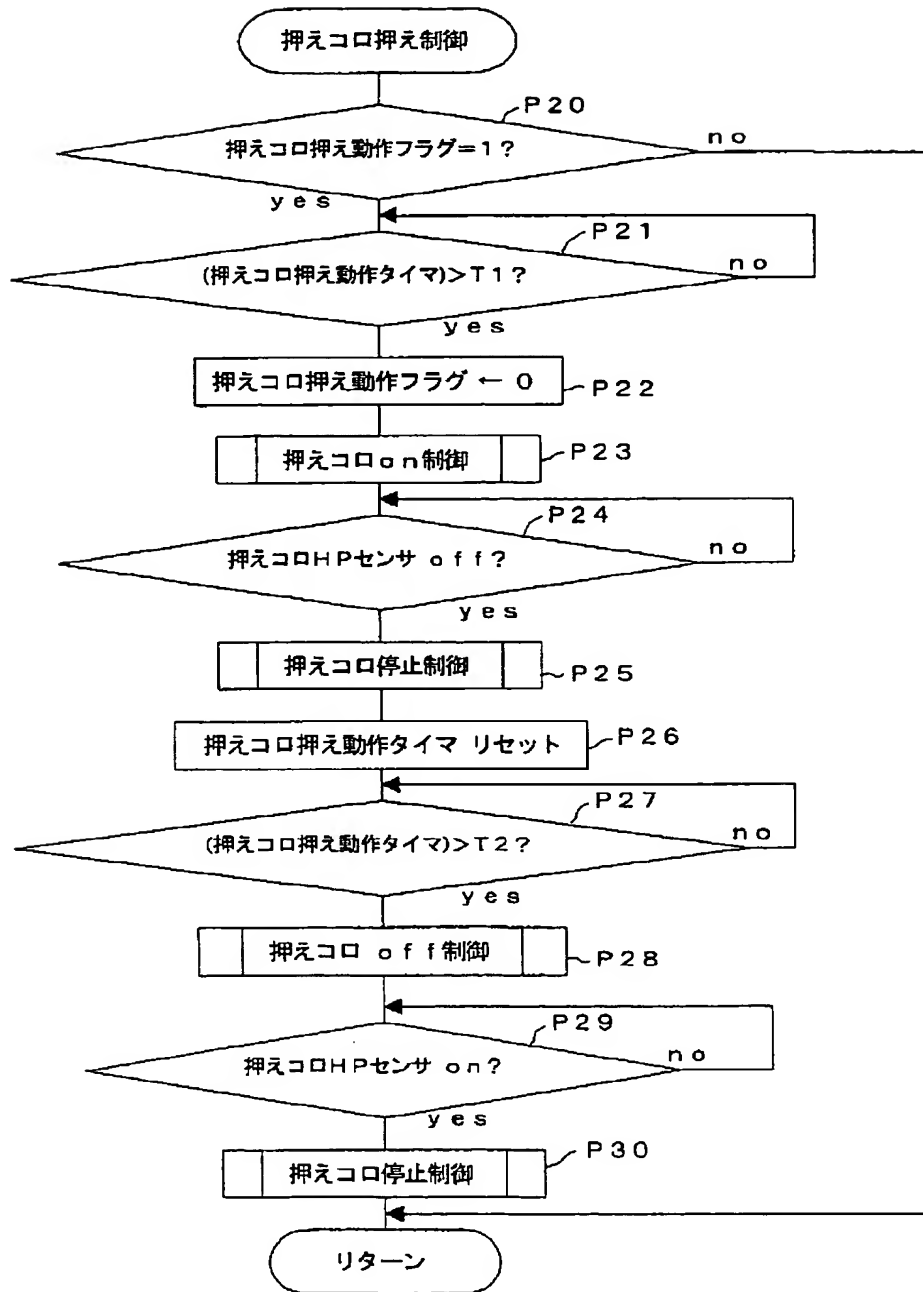 押えコロ押え制御
P20
押えコロ押え動作フラグ=1?
no
yes
P21
(押えコロ押え動作タイマ)>T1?
no
yes
押えコロ押え動作フラグ ← 0
P22
押えコロon制御
P23
P24
押えコロHPセンサ off?
no
yes
押えコロ停止制御
P25
押えコロ押え動作タイマ リセット
P26
P27
(押えコロ押え動作タイマ)>T2?
no
yes
押えコロ off制御
P28
P29
押えコロHPセンサ on?
no
yes
押えコロ停止制御
P30
リターン